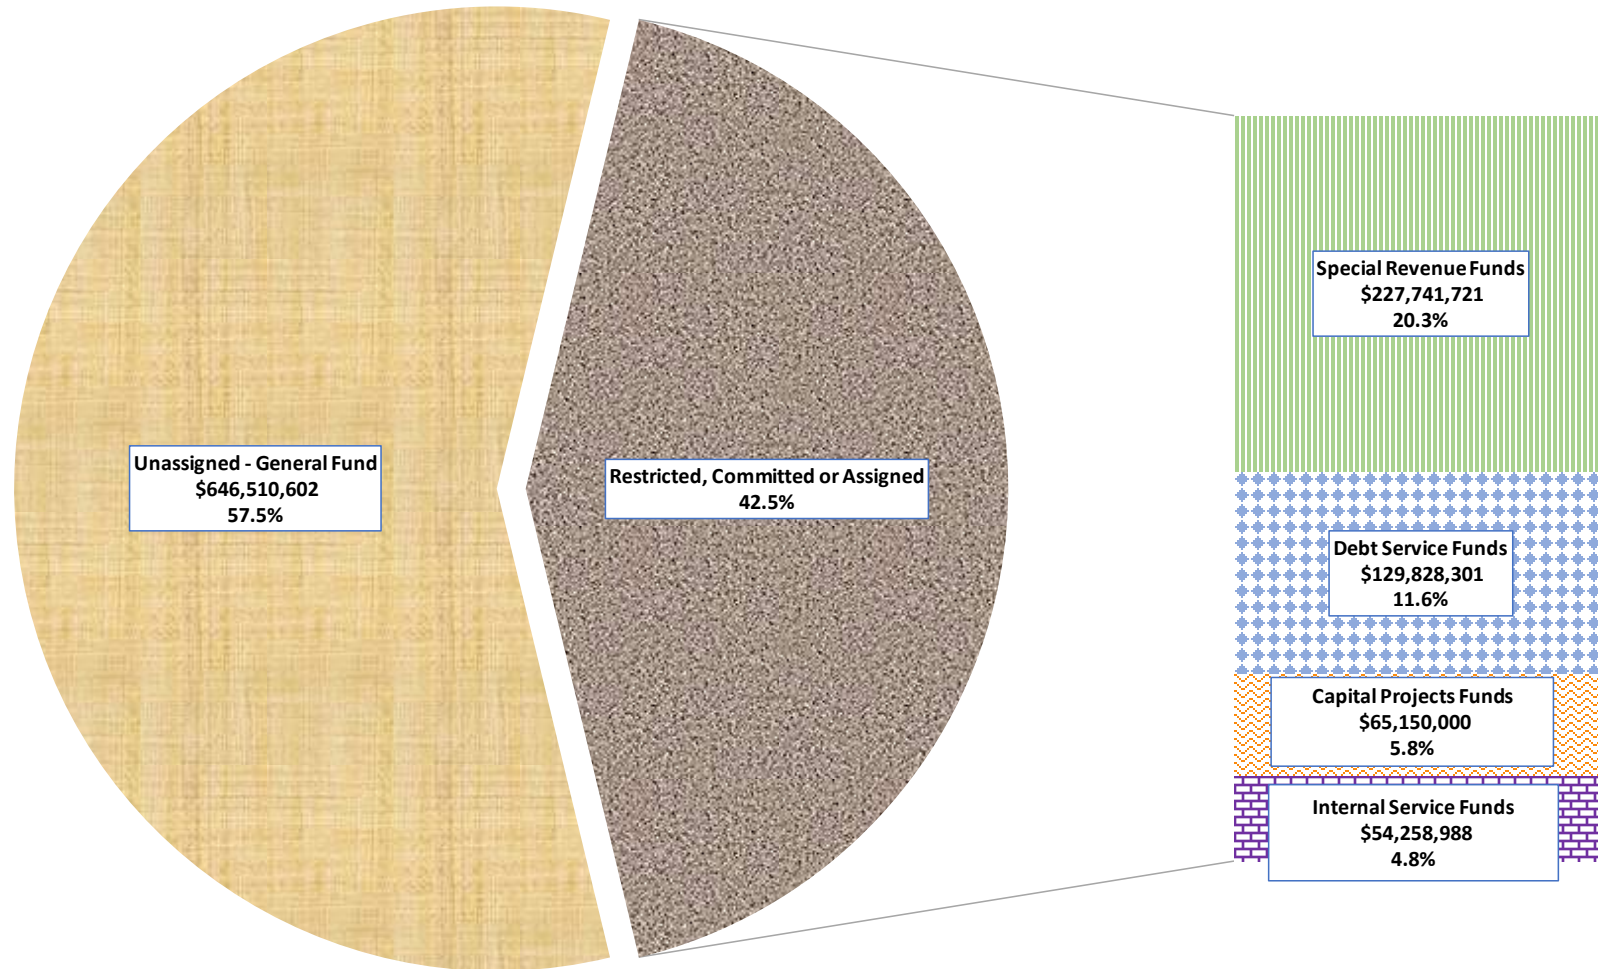 Unassigned - General Fund
$646,510,602
57.5%
Restricted, Committed or Assigned
42.5%
Special Revenue Funds
$227,741,721
20.3%
Debt Service Funds
$129,828,301
11.6%
Capital Projects Funds
$65,150,000
5.8%
Internal Service Funds
$54,258,988
4.8%